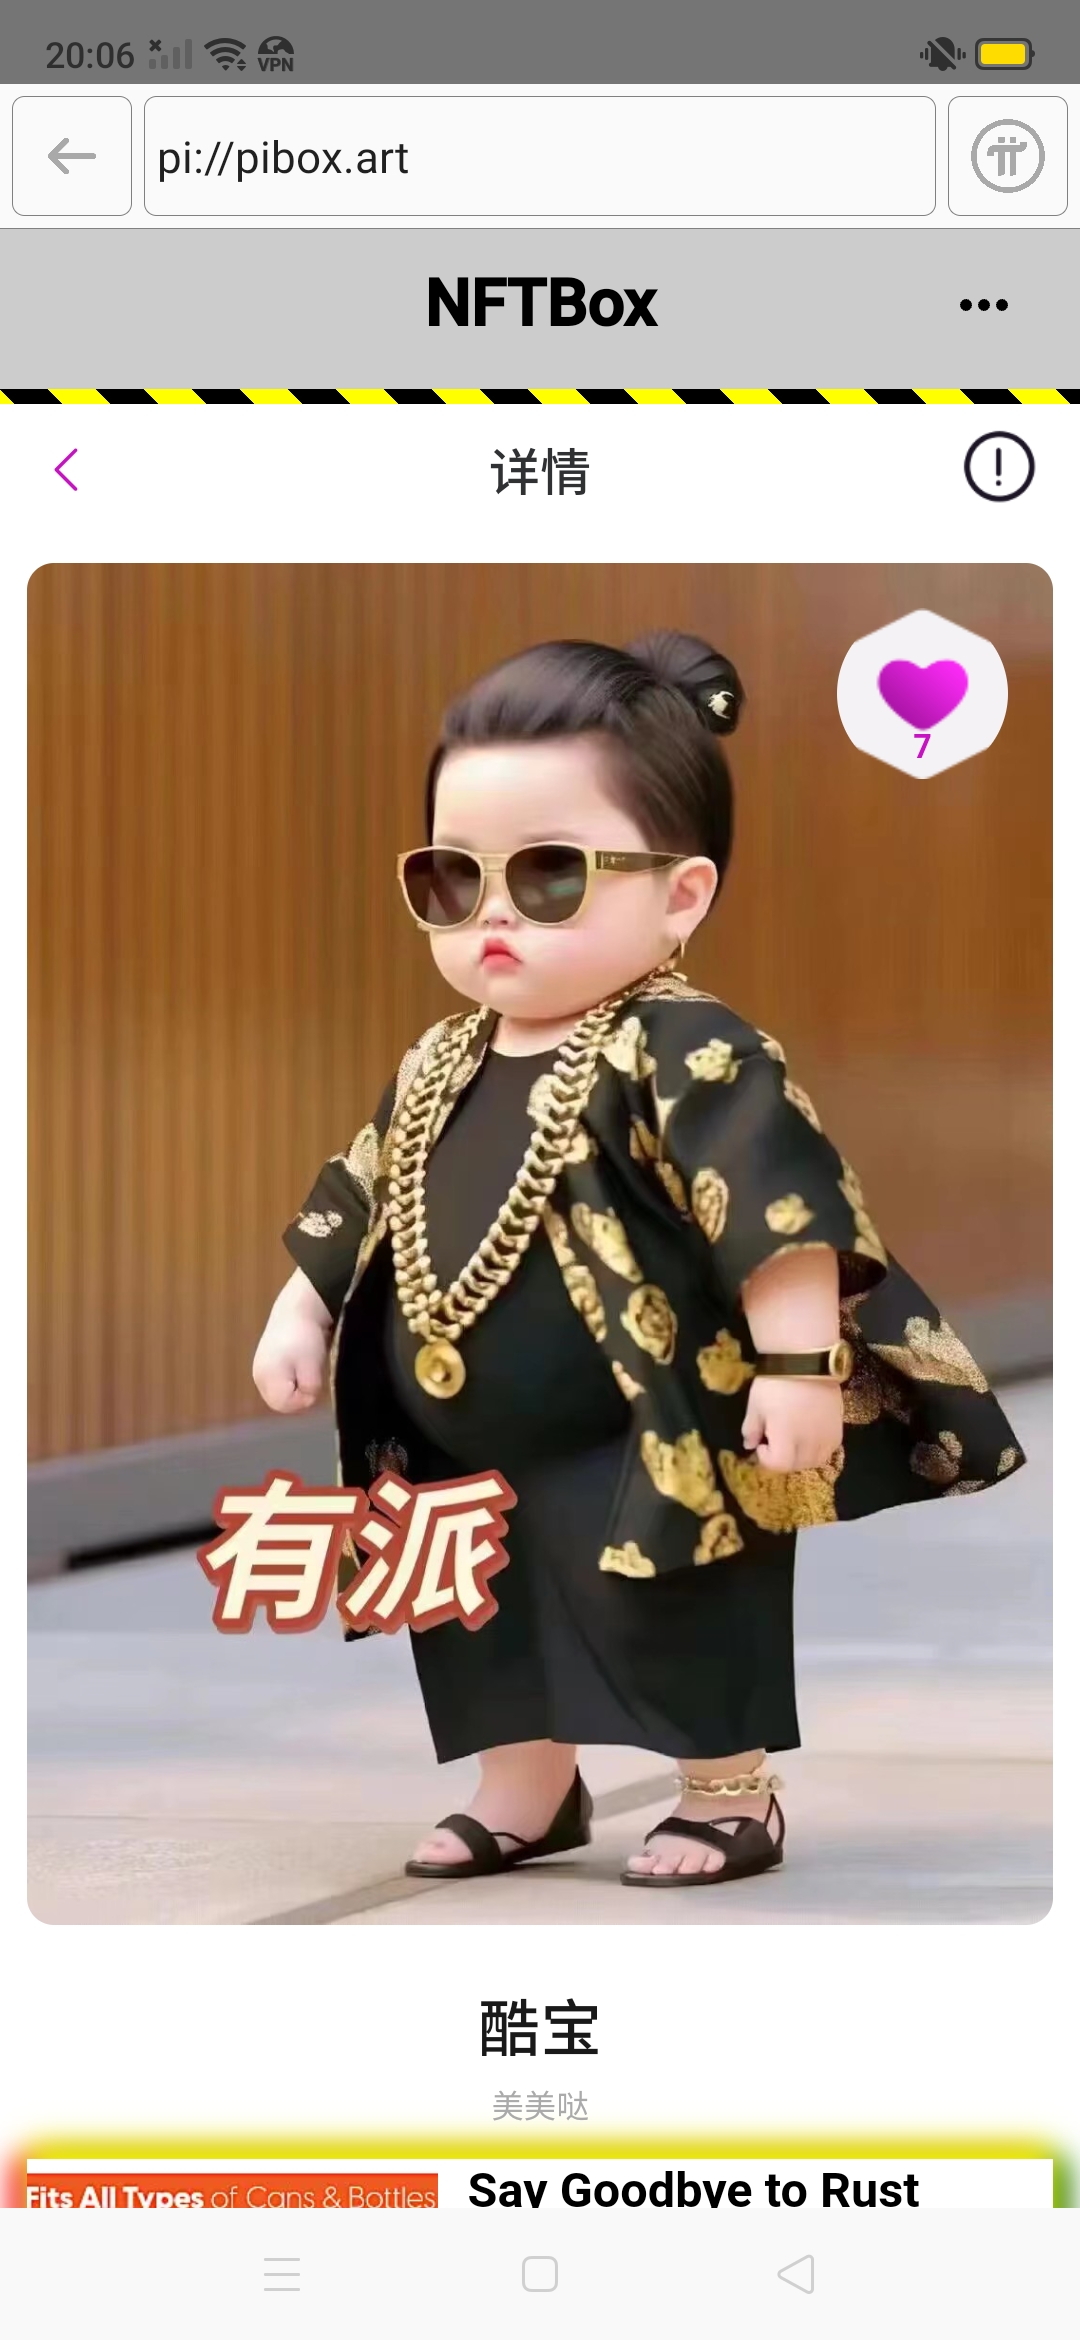 20:06
VPN
pi://pibox.art
NFTBox
详情
7
有派
酷宝
美美哒
Fits All Types of Cans & Bottles
Say Goodbye to Rust